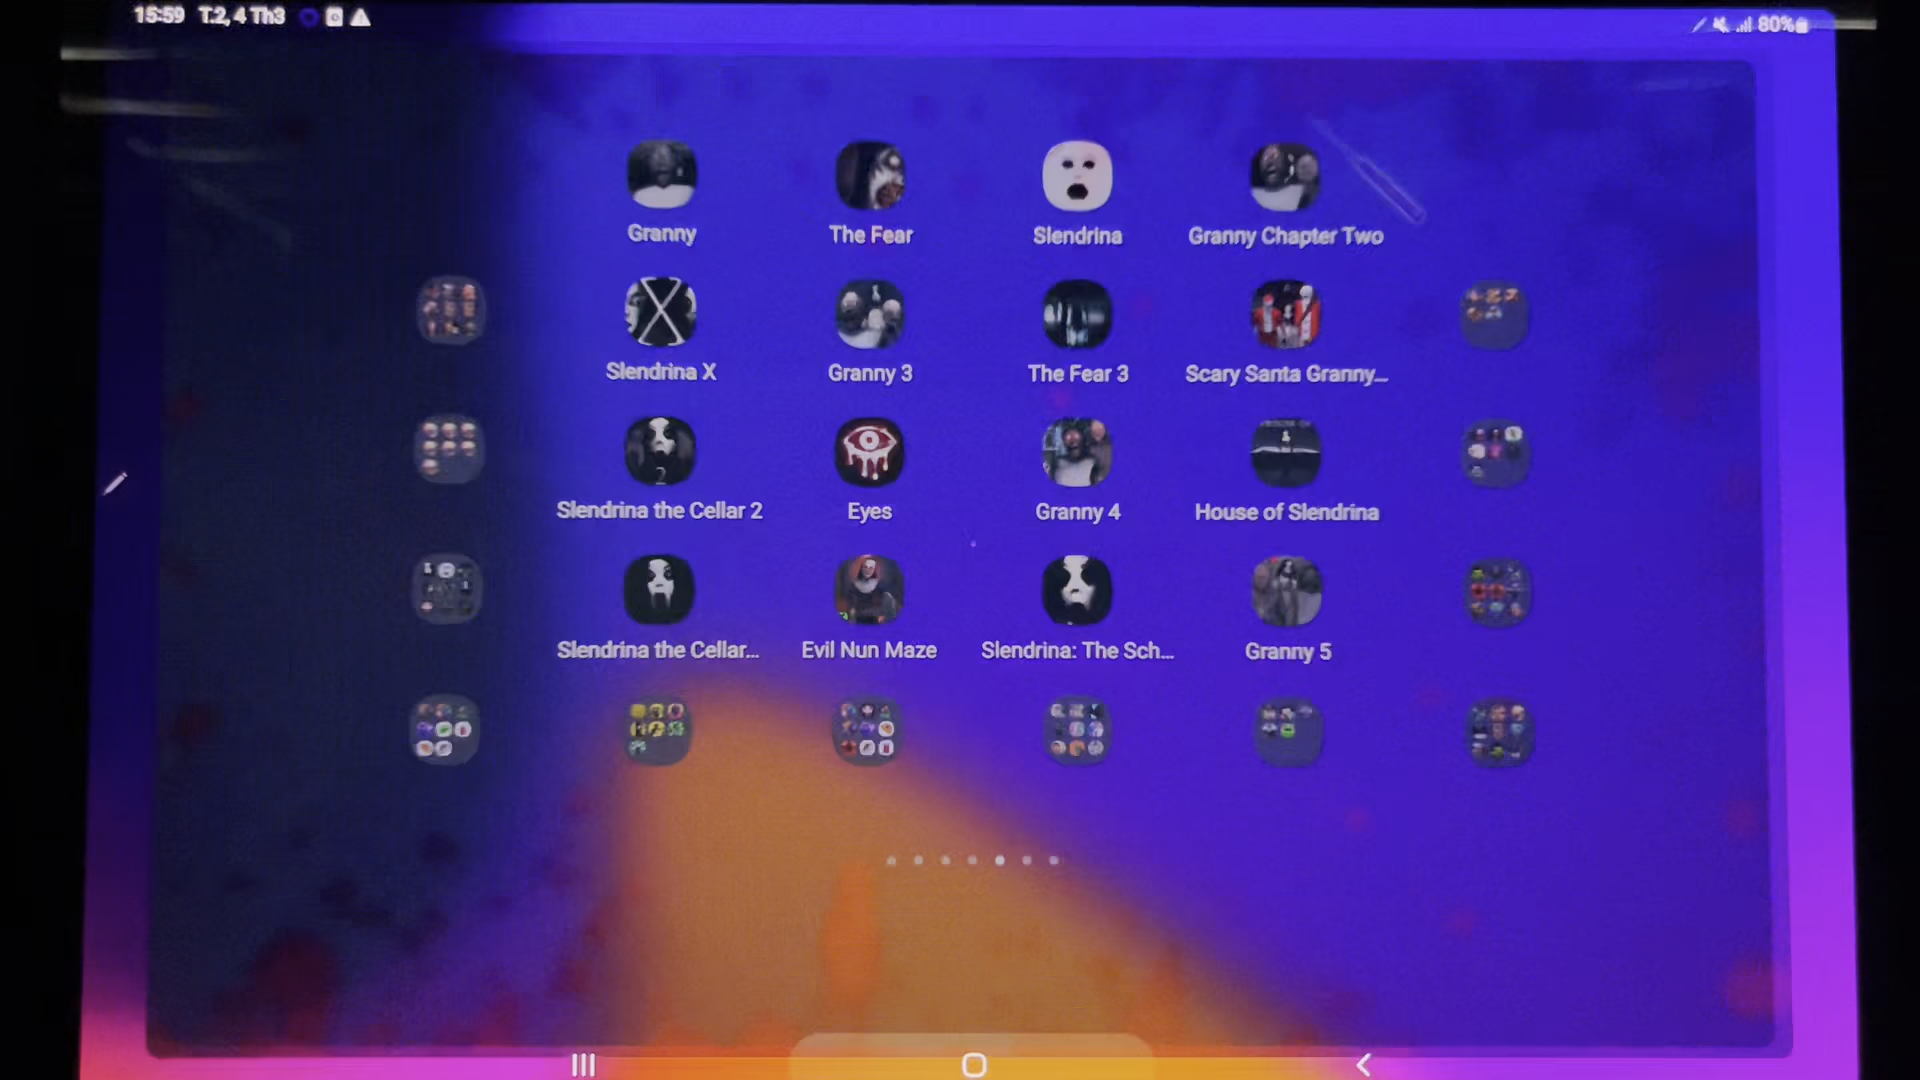 15:59 T.2, 4 Th3
80%
Granny
The Fear
Slendrina
Granny Chapter Two
Slendrina X
Granny 3
The Fear 3
Scary Santa Granny...
Slendrina the Cellar 2
Eyes
Granny 4
House of Slendrina
Slendrina the Cellar...
Evil Nun Maze
Slendrina: The Sch...
Granny 5